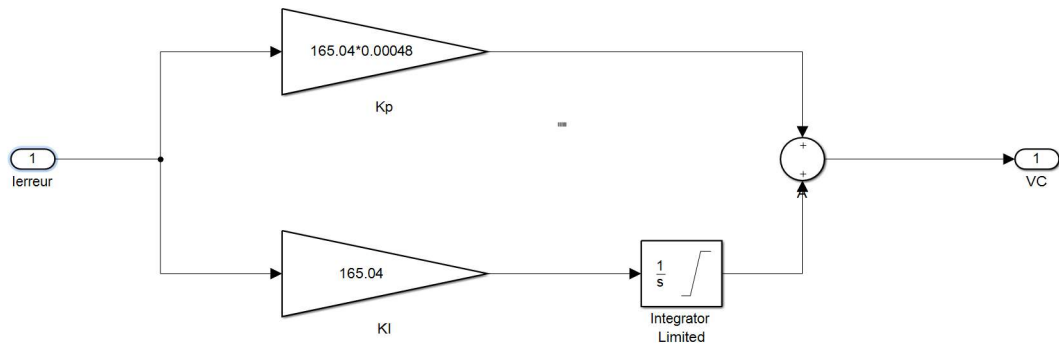 165.04*0.00048
Kp
1
Ierreur
+
+
1
VC
165.04
KI
1
s
Integrator
Limited